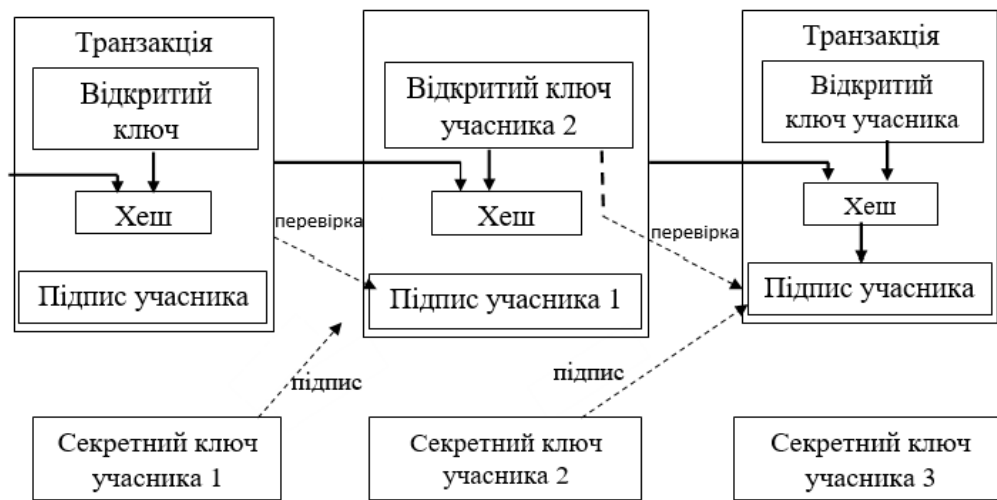 Транзакція
Відкритий
ключ
Хеш
Підпис учасника
перевірка
Відкритий ключ
учасника 2
Хеш
Підпис учасника 1
перевірка
Транзакція
Відкритий
ключ учасника
Хеш
Підпис учасника
підпис
підпис
Секретний ключ
учасника 1
Секретний ключ
учасника 2
Секретний ключ
учасника 3